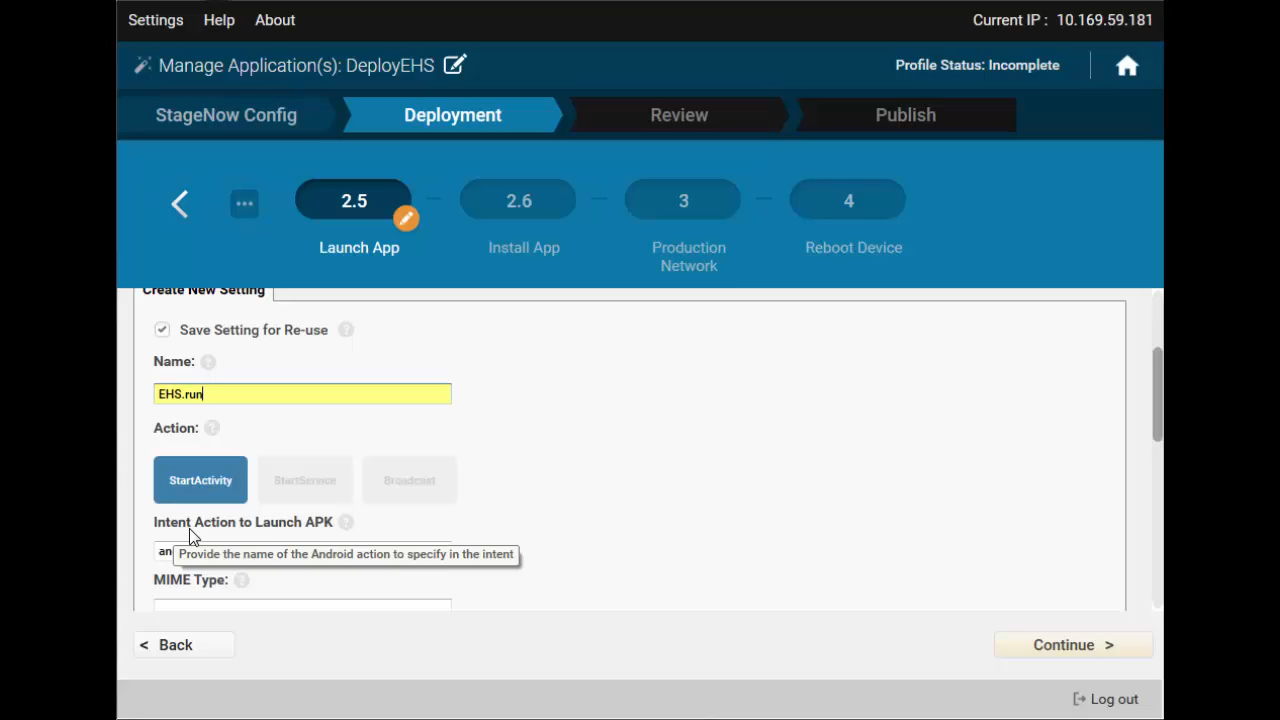 Settings Help About Current IP : 10.169.59.181
Manage Application(s): DeployEHS Profile Status: Incomplete
StageNow Config Deployment Review Publish
2.5 2.6 3 4
Launch App Install App Production Network Reboot Device
Create New Setting
Save Setting for Re-use ?
Name: ?
EHS.run
Action: ?
StartActivity StartService Broadcast
Intent Action to Launch APK ?
an
Provide the name of the Android action to specify in the intent
MIME Type: ?
< Back Continue >
Log out